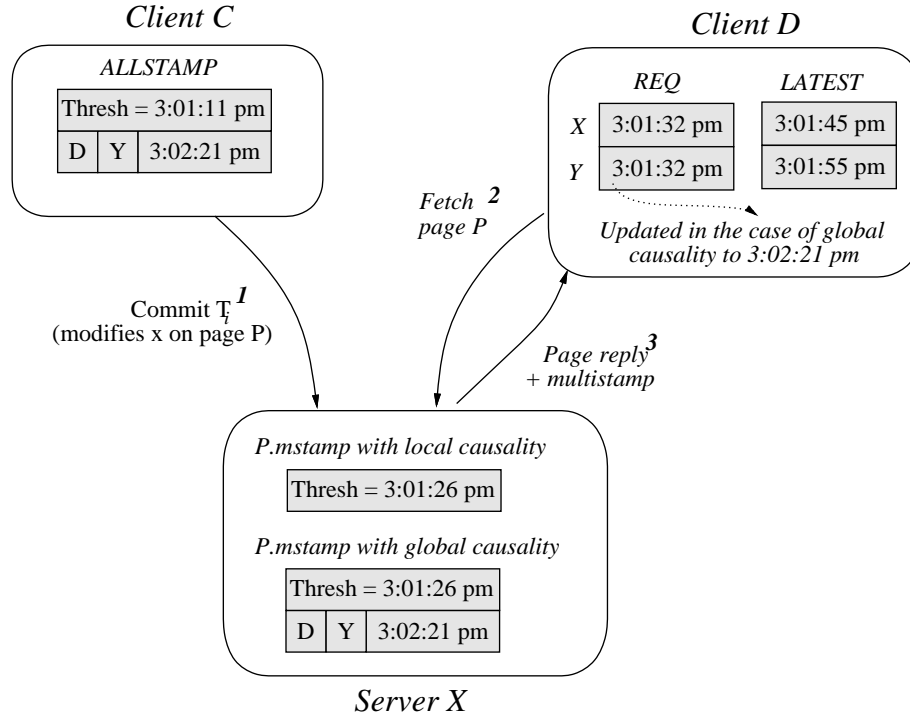 Client C
ALLSTAMP
Thresh = 3:01:11 pm
D Y 3:02:21 pm
Client D
REQ LATEST
X 3:01:32 pm 3:01:45 pm
Y 3:01:32 pm 3:01:55 pm
Updated in the case of global
causality to 3:02:21 pm
Fetch 2
page P
Commit Ti 1
(modifies x on page P)
Page reply 3
+ multistamp
P.mstamp with local causality
Thresh = 3:01:26 pm
P.mstamp with global causality
Thresh = 3:01:26 pm
D Y 3:02:21 pm
Server X